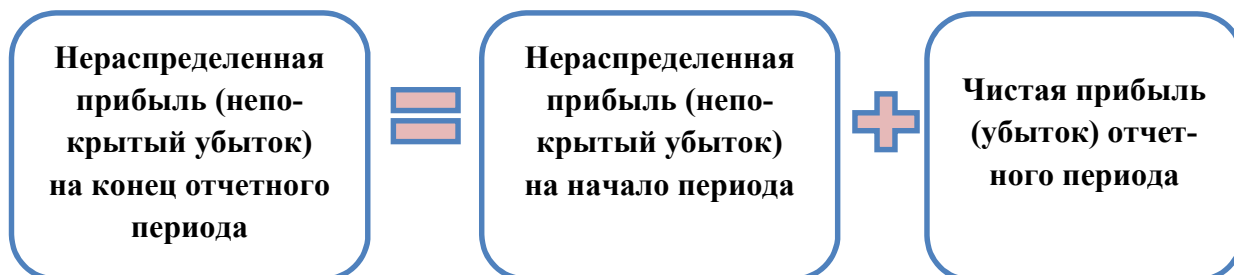 Нераспределенная
прибыль (непо-
крытый убыток)
на конец отчетного
периода
Нераспределенная
прибыль (непо-
крытый убыток)
на начало периода
Чистая прибыль
(убыток) отчет-
ного периода